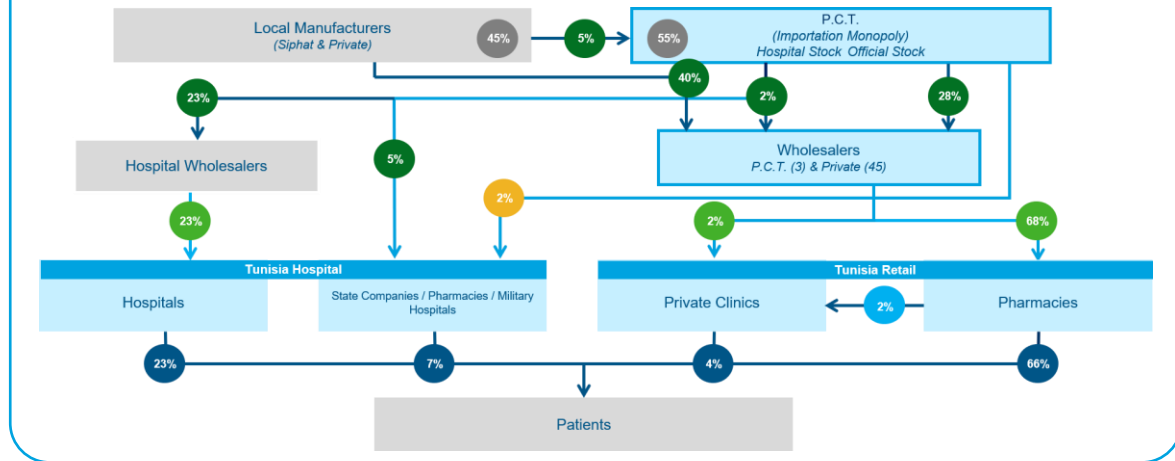 Local Manufacturers
(Siphat & Private)
45%
5%
55%
P.C.T.
(Importation Monopoly)
Hospital Stock Official Stock
40%
23%
2%
28%
Hospital Wholesalers
5%
Wholesalers
P.C.T. (3) & Private (45)
23%
2%
2%
68%
Tunisia Hospital
Tunisia Retail
Hospitals
State Companies / Pharmacies / Military
Hospitals
Private Clinics
2%
Pharmacies
23%
7%
4%
66%
Patients